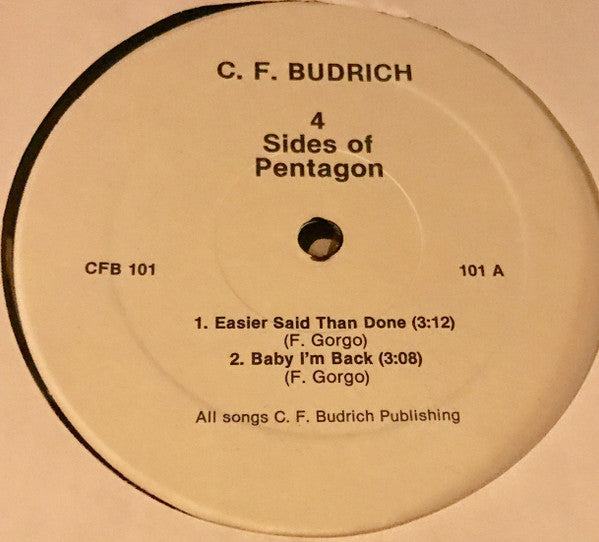 C. F. BUDRICH
4
Sides of
Pentagon
CFB 101
101 A
1. Easier Said Than Done (3:12)
(F. Gorgo)
2. Baby I'm Back (3:08)
(F. Gorgo)
All songs C. F. Budrich Publishing